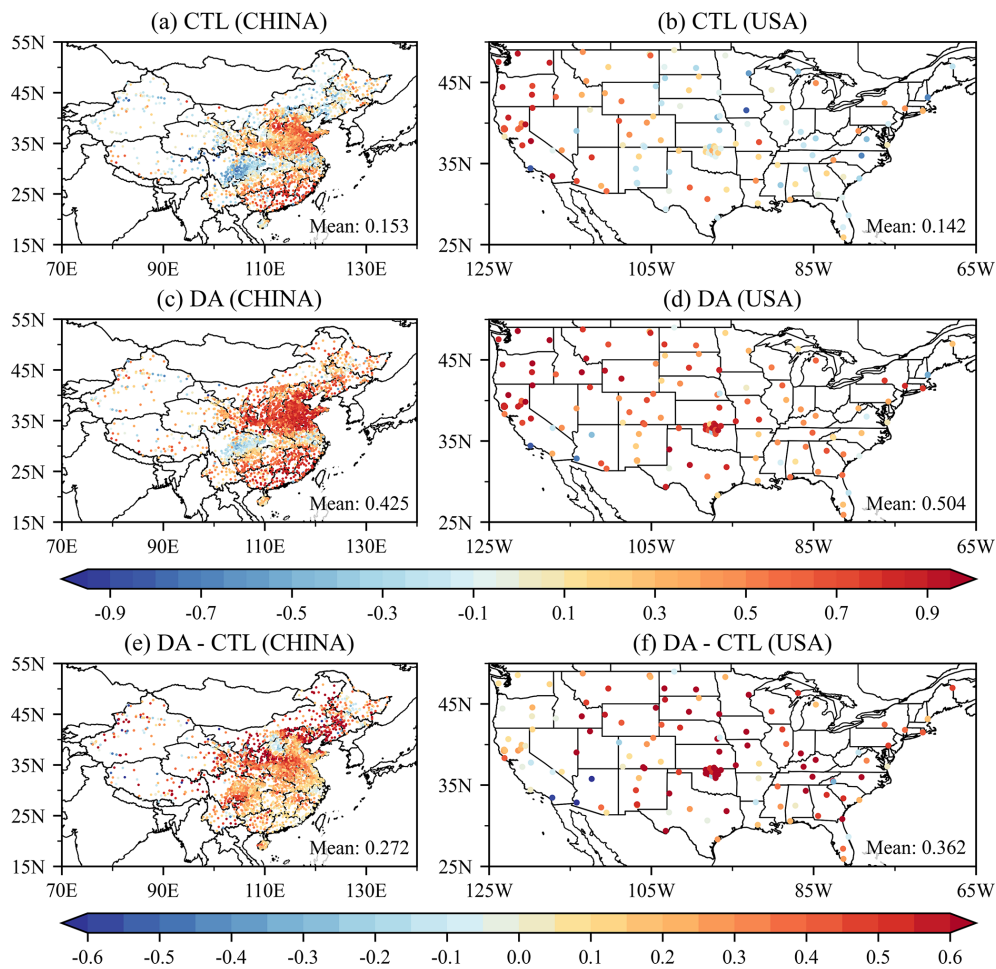 (a) CTL (CHINA)
(b) CTL (USA)
55N
45N
35N
25N
15N
Mean: 0.153
70E 90E 110E 130E
45N
35N
25N
Mean: 0.142
125W 105W 85W 65W
(c) DA (CHINA)
(d) DA (USA)
55N
45N
35N
25N
15N
Mean: 0.425
70E 90E 110E 130E
45N
35N
25N
Mean: 0.504
125W 105W 85W 65W
-0.9 -0.7 -0.5 -0.3 -0.1 0.1 0.3 0.5 0.7 0.9
(e) DA - CTL (CHINA)
(f) DA - CTL (USA)
55N
45N
35N
25N
15N
Mean: 0.272
70E 90E 110E 130E
45N
35N
25N
Mean: 0.362
125W 105W 85W 65W
-0.6 -0.5 -0.4 -0.3 -0.2 -0.1 0.0 0.1 0.2 0.3 0.4 0.5 0.6